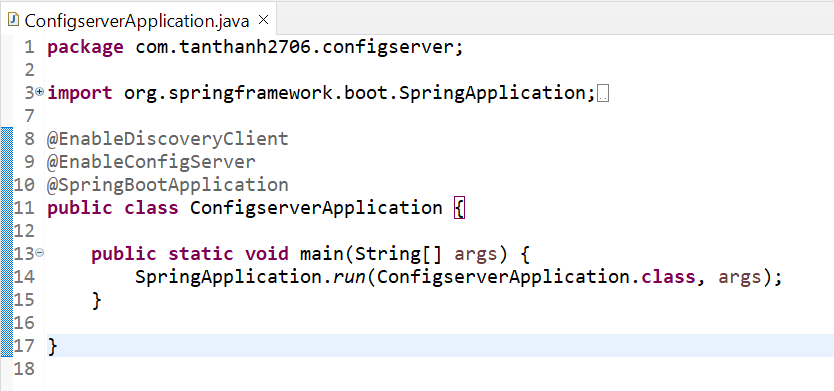 ConfigserverApplication.java
1 package com.tanthanh2706.configserver;
2
3 import org.springframework.boot.SpringApplication;
7
8 @EnableDiscoveryClient
9 @EnableConfigServer
10 @SpringBootApplication
11 public class ConfigserverApplication {
12
13 public static void main(String[] args) {
14 SpringApplication.run(ConfigserverApplication.class, args);
15 }
16
17 }
18